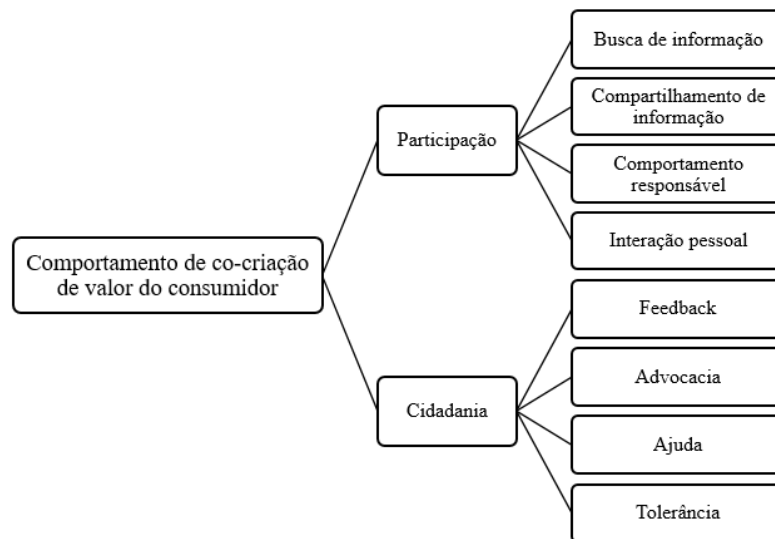 Busca de informação
Compartilhamento de
informação
Participação
Comportamento
responsável
Interação pessoal
Comportamento de co-criação
de valor do consumidor
Feedback
Advocacia
Cidadania
Ajuda
Tolerância